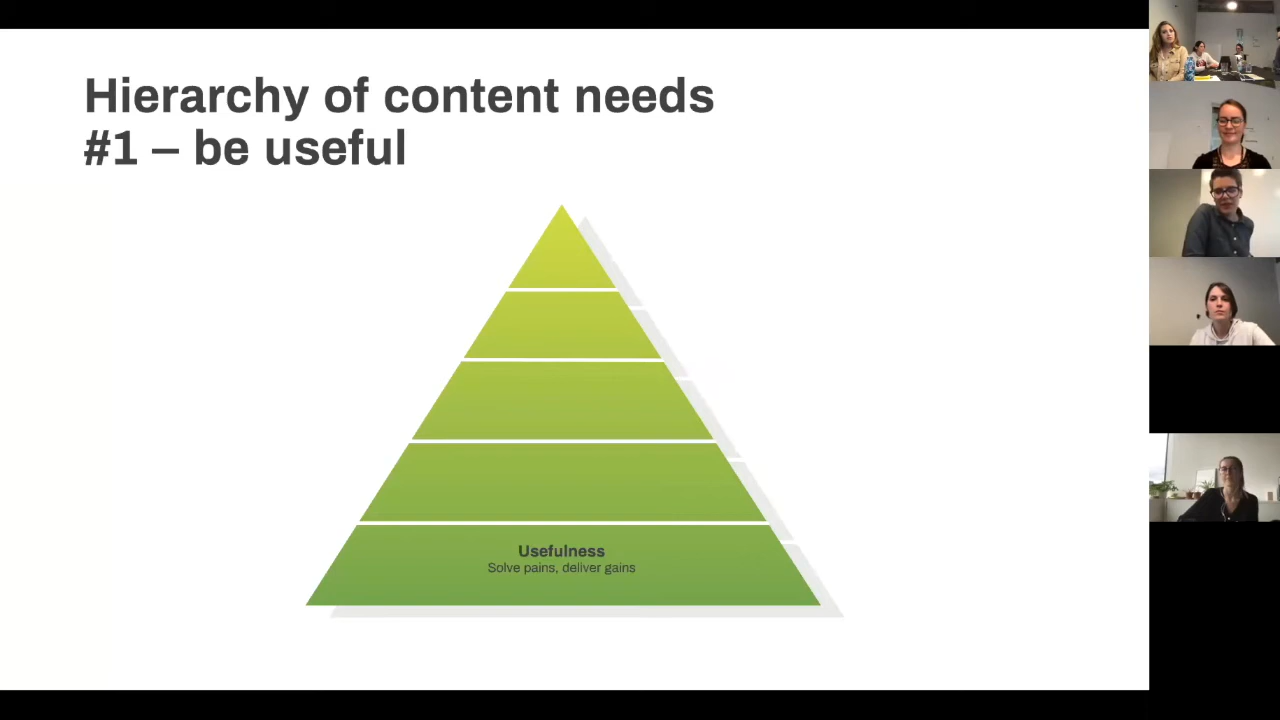 Hierarchy of content needs
#1 – be useful
Usefulness
Solve pains, deliver gains